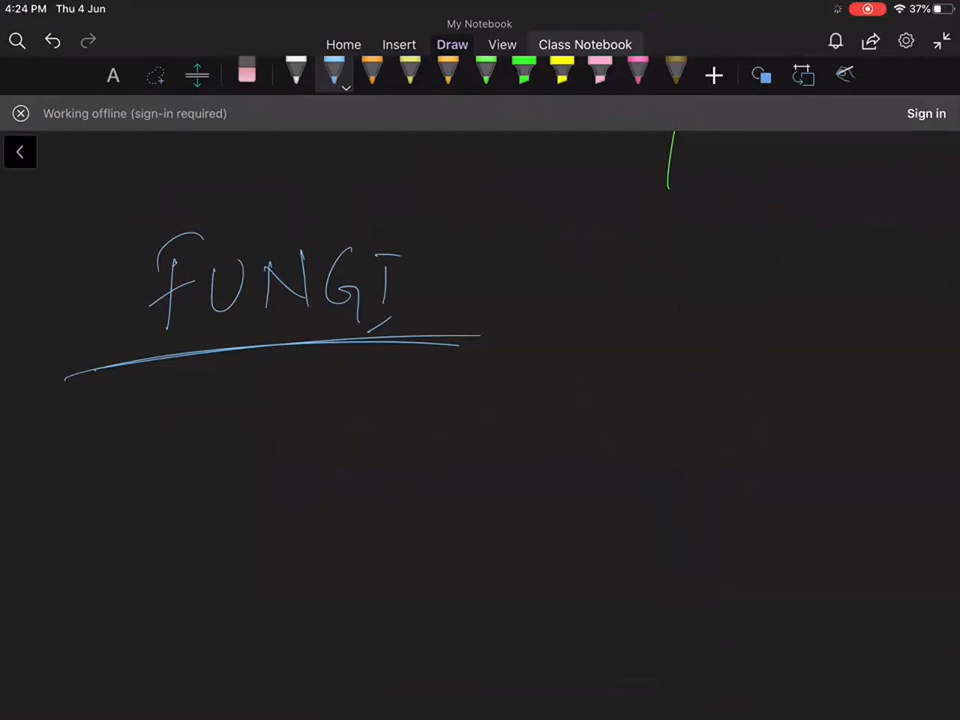 4:24 PM Thu 4 Jun 37%
My Notebook
Home Insert Draw View Class Notebook
A
Working offline (sign-in required) Sign in
FUNGI